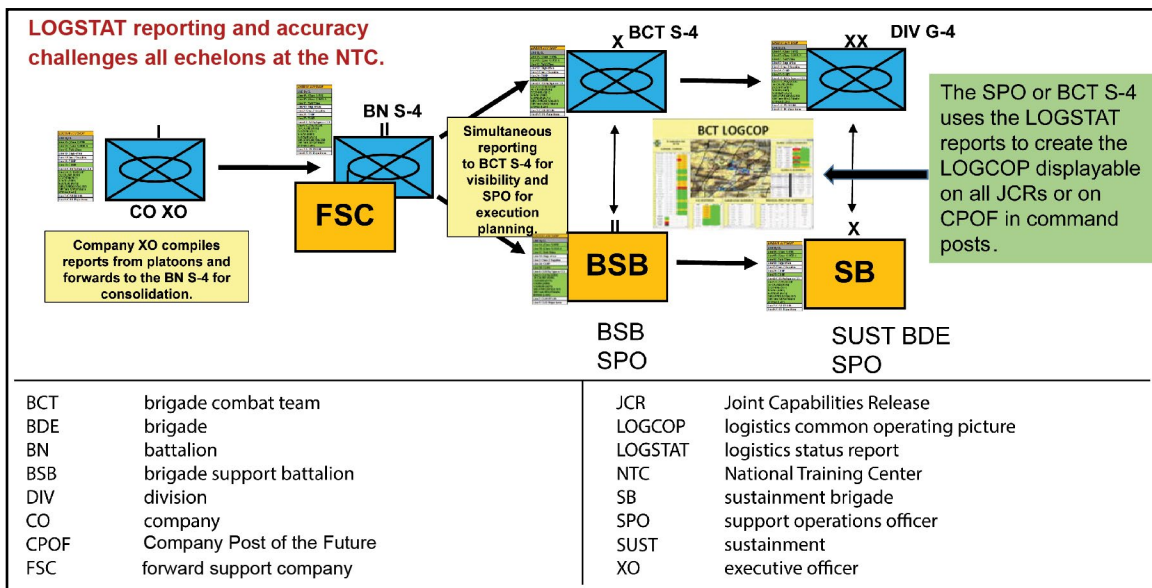 LOGSTAT reporting and accuracy
challenges all echelons at the NTC.
I
CO XO
Company XO compiles
reports from platoons and
forwards to the BN S-4 for
consolidation.
BN S-4
II
FSC
Simultaneous
reporting
to BCT S-4 for
visibility and
SPO for
execution
planning.
X
BCT S-4
XX
DIV G-4
BCT LOGCOP
The SPO or BCT S-4
uses the LOGSTAT
reports to create the
LOGCOP displayable
on all JCRs or on
CPOF in command
posts.
II
BSB
X
SB
BSB
SPO
SUST BDE
SPO
BCT brigade combat team
BDE brigade
BN battalion
BSB brigade support battalion
DIV division
CO company
CPOF Company Post of the Future
FSC forward support company
JCR Joint Capabilities Release
LOGCOP logistics common operating picture
LOGSTAT logistics status report
NTC National Training Center
SB sustainment brigade
SPO support operations officer
SUST sustainment
XO executive officer